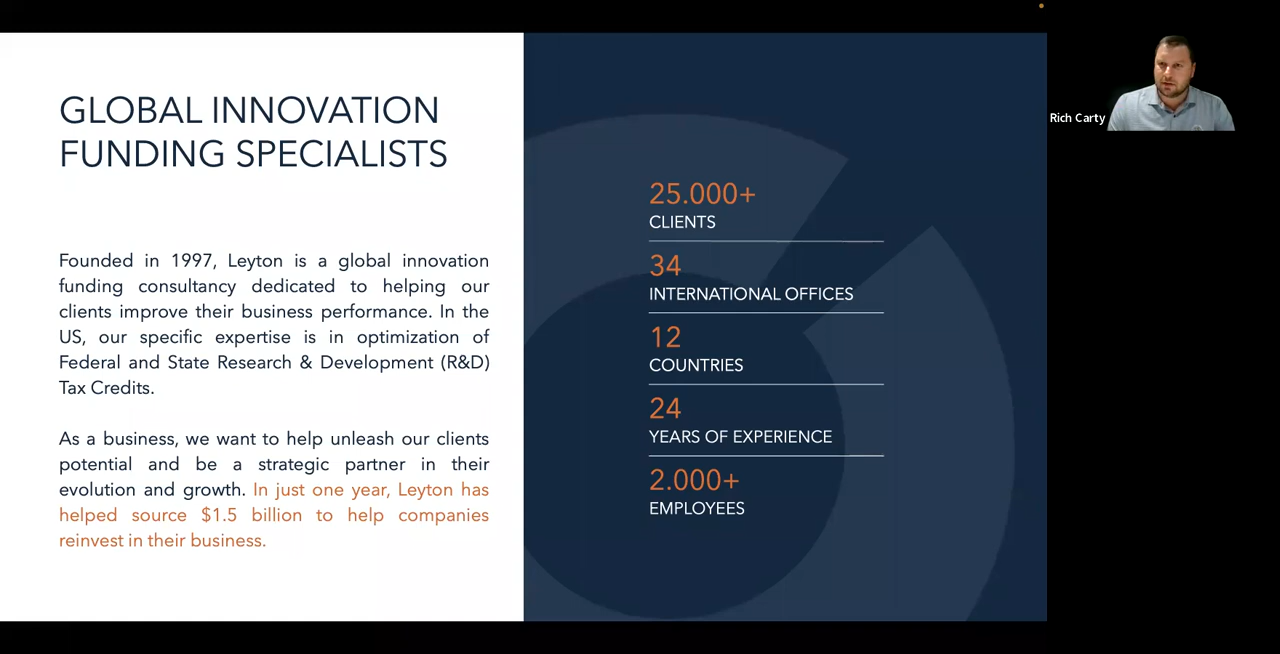 GLOBAL INNOVATION
FUNDING SPECIALISTS
Founded in 1997, Leyton is a global innovation
funding consultancy dedicated to helping our
clients improve their business performance. In the
US, our specific expertise is in optimization of
Federal and State Research & Development (R&D)
Tax Credits.
As a business, we want to help unleash our clients
potential and be a strategic partner in their
evolution and growth. In just one year, Leyton has
helped source $1.5 billion to help companies
reinvest in their business.
25.000+
CLIENTS
34
INTERNATIONAL OFFICES
12
COUNTRIES
24
YEARS OF EXPERIENCE
2.000+
EMPLOYEES
Rich Carty